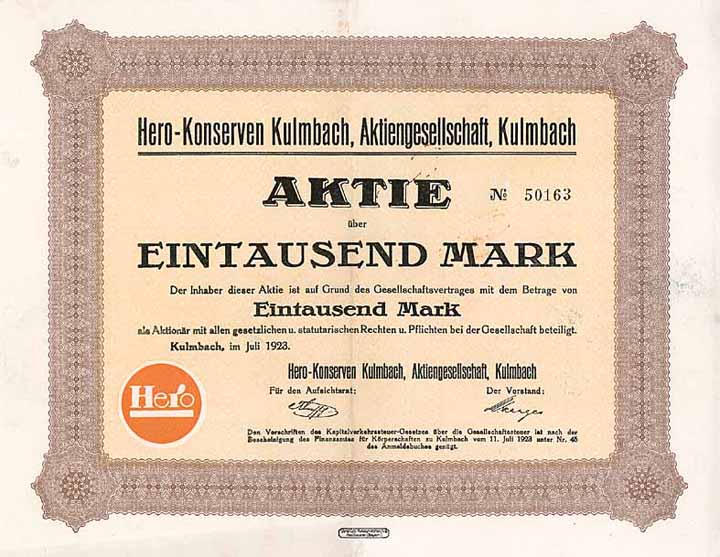 Hero-Konserven Kulmbach, Aktiengesellschaft, Kulmbach
AKTIE № 50163
über
EINTAUSEND MARK
Der Inhaber dieser Aktie ist auf Grund des Gesellschaftsvertrages mit dem Betrage von
Eintausend Mark
als Aktionär mit allen gesetzlichen u. statutarischen Rechten u. Pflichten bei der Gesellschaft beteiligt.
Kulmbach, im Juli 1923.
Hero-Konserven Kulmbach, Aktiengesellschaft, Kulmbach
Für den Aufsichtsrat: Der Vorstand:
Hero
Den Vorschriften des Kapitalverkehrssteuer-Gesetzes über die Gesellschaftssteuer ist nach der
Bescheinigung des Finanzamtes für Körperschaften zu Kulmbach vom 11. Juli 1923 unter Nr. 45
des Anmeldebuches genügt.